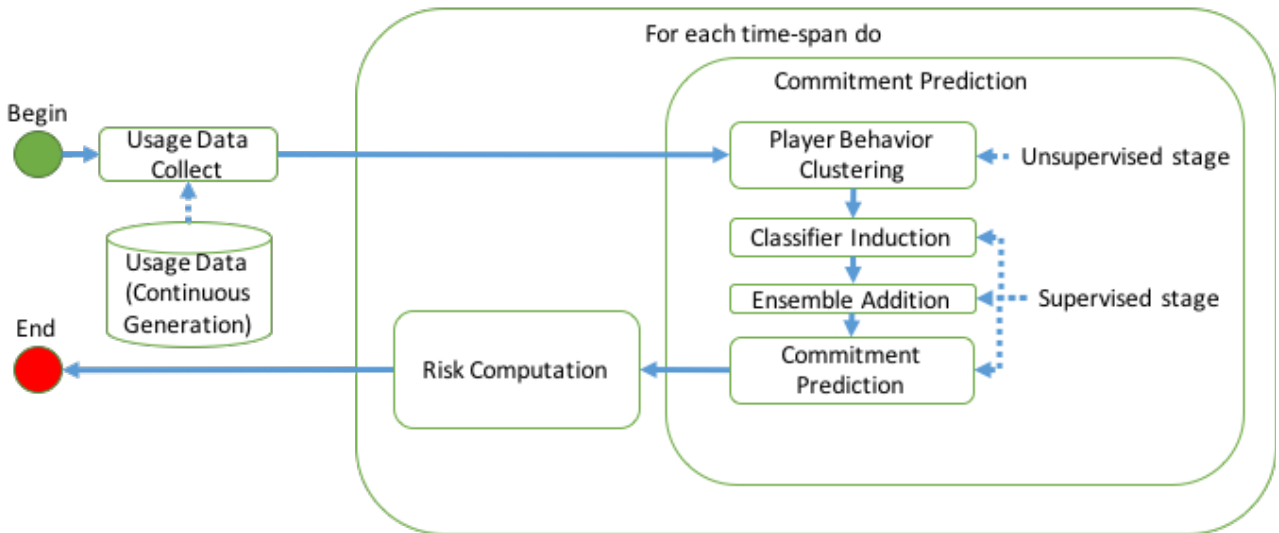 For each time-span do
Commitment Prediction
Begin
Usage Data
Collect
Player Behavior
Clustering
Unsupervised stage
Usage Data
(Continuous
Generation)
Classifier Induction
Ensemble Addition
Supervised stage
Commitment
Prediction
Risk Computation
End